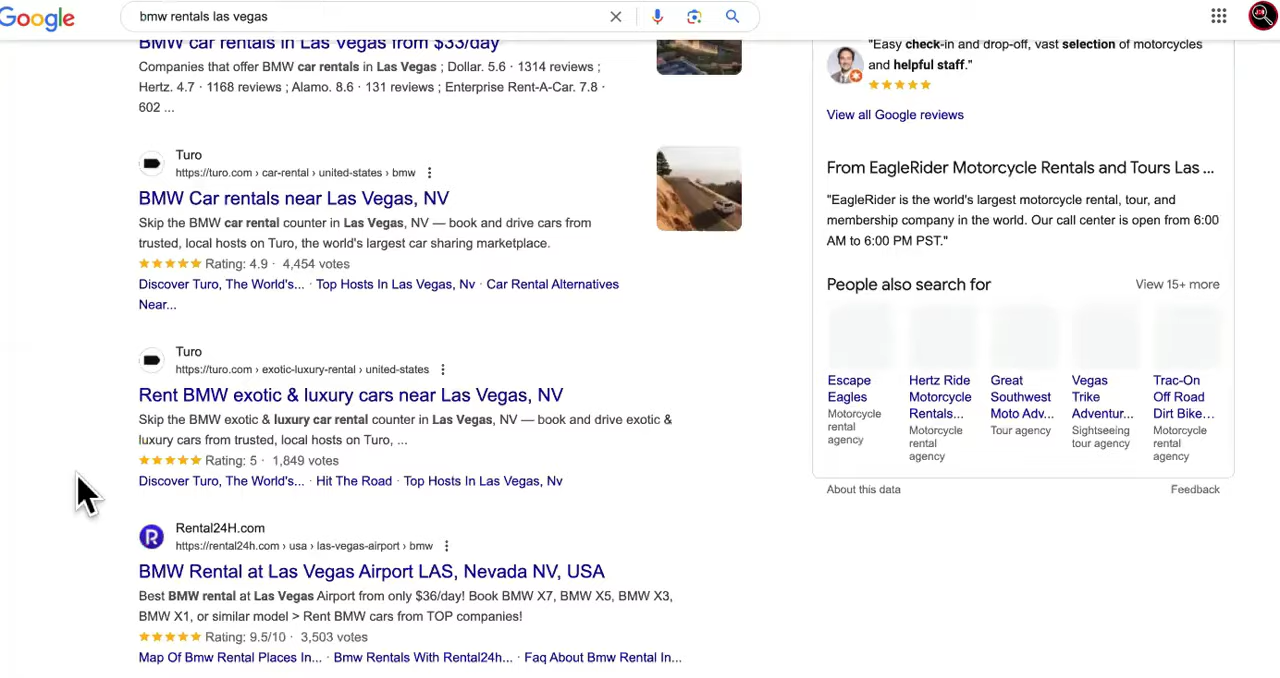 Google
bmw rentals las vegas
BMW car rentals in Las Vegas from $33/day
Companies that offer BMW car rentals in Las Vegas ; Dollar. 5.6 · 1314 reviews ;
Hertz. 4.7 · 1168 reviews ; Alamo. 8.6 · 131 reviews ; Enterprise Rent-A-Car. 7.8 ·
602 ...
Turo
https://turo.com › car-rental › united-states › bmw
BMW Car rentals near Las Vegas, NV
Skip the BMW car rental counter in Las Vegas, NV — book and drive cars from
trusted, local hosts on Turo, the world's largest car sharing marketplace.
Rating: 4.9 · 4,454 votes
Discover Turo, The World's... · Top Hosts In Las Vegas, Nv · Car Rental Alternatives
Near...
Turo
https://turo.com › exotic-luxury-rental › united-states
Rent BMW exotic & luxury cars near Las Vegas, NV
Skip the BMW exotic & luxury car rental counter in Las Vegas, NV — book and drive exotic &
luxury cars from trusted, local hosts on Turo, ...
Rating: 5 · 1,849 votes
Discover Turo, The World's... · Hit The Road · Top Hosts In Las Vegas, Nv
R
Rental24H.com
https://rental24h.com › usa › las-vegas-airport › bmw
BMW Rental at Las Vegas Airport LAS, Nevada NV, USA
Best BMW rental at Las Vegas Airport from only $36/day! Book BMW X7, BMW X5, BMW X3,
BMW X1, or similar model > Rent BMW cars from TOP companies!
Rating: 9.5/10 · 3,503 votes
Map Of Bmw Rental Places In... · Bmw Rentals With Rental24h... · Faq About Bmw Rental In...
"Easy check-in and drop-off, vast selection of motorcycles
and helpful staff."
View all Google reviews
From EagleRider Motorcycle Rentals and Tours Las ...
"EagleRider is the world's largest motorcycle rental, tour, and
membership company in the world. Our call center is open from 6:00
AM to 6:00 PM PST."
People also search for
View 15+ more
Escape
Eagles
Motorcycle
rental
agency
Hertz Ride
Motorcycle
Rentals...
Motorcycle
rental
agency
Great
Southwest
Moto Adv...
Tour agency
Vegas
Trike
Adventur...
Sightseeing
tour agency
Trac-On
Off Road
Dirt Bike...
Motorcycle
rental
agency
About this data
Feedback